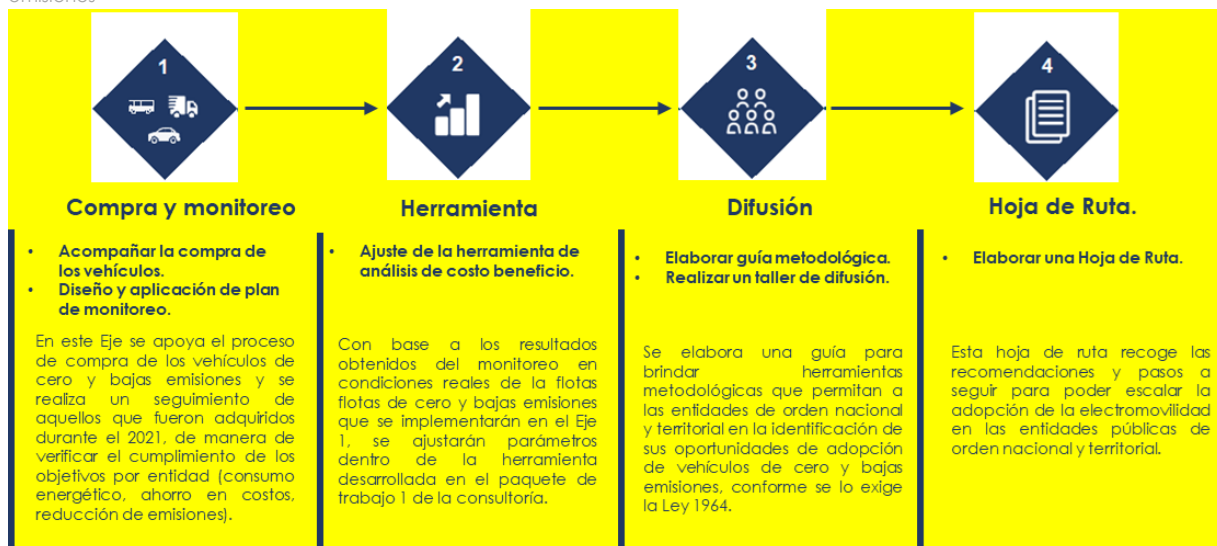 emisiones
1
2
3
4
Compra y monitoreo
Herramienta
Difusión
Hoja de Ruta.
• Acompañar la compra de
los vehículos.
• Diseño y aplicación de plan
de monitoreo.
En este Eje se apoya el proceso
de compra de los vehículos de
cero y bajas emisiones y se
realiza un seguimiento de
aquellos que fueron adquiridos
durante el 2021, de manera de
verificar el cumplimiento de los
objetivos por entidad (consumo
energético, ahorro en costos,
reducción de emisiones).
• Ajuste de la herramienta de
análisis de costo beneficio.
Con base a los resultados
obtenidos del monitoreo en
condiciones reales de la flotas
flotas de cero y bajas emisiones
que se implementarán en el Eje
1, se ajustarán parámetros
dentro de la herramienta
desarrollada en el paquete de
trabajo 1 de la consultoría.
• Elaborar guía metodológica.
• Realizar un taller de difusión.
Se elabora una guía para
brindar herramientas
metodológicas que permitan a
las entidades de orden nacional
y territorial en la identificación de
sus oportunidades de adopción
de vehículos de cero y bajas
emisiones, conforme se lo exige
la Ley 1964.
• Elaborar una Hoja de Ruta.
Esta hoja de ruta recoge las
recomendaciones y pasos a
seguir para poder escalar la
adopción de la electromovilidad
en las entidades públicas de
orden nacional y territorial.